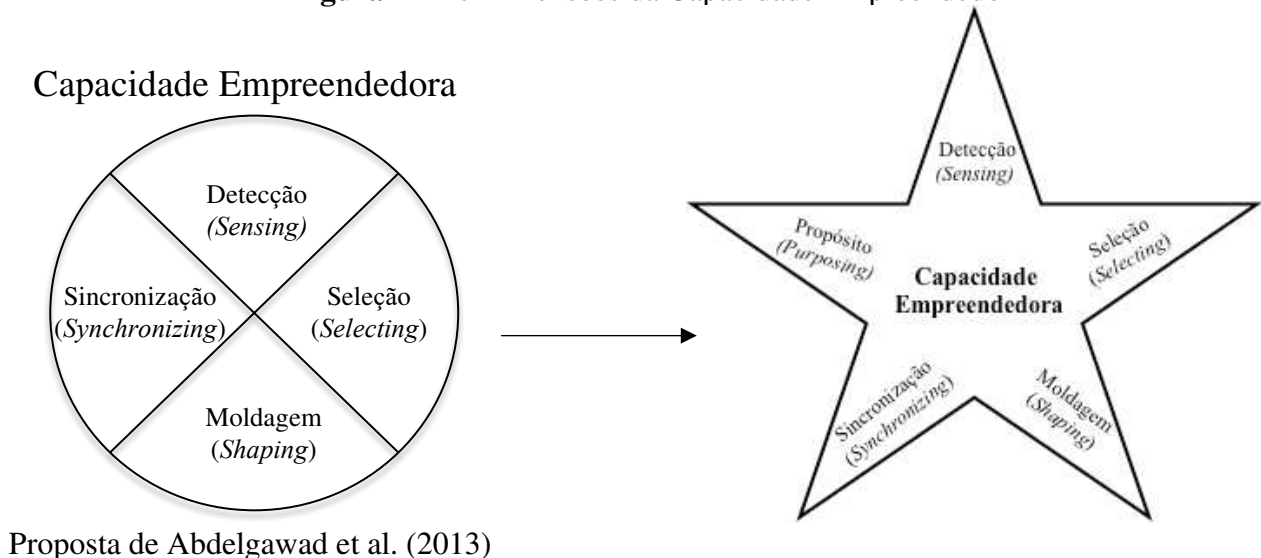 Capacidade Empreendedora
Detecção
(Sensing)
Sincronização
(Synchronizing)
Seleção
(Selecting)
Moldagem
(Shaping)
Proposta de Abdelgawad et al. (2013)
Detecção
(Sensing)
Propósito
(Purposing)
Seleção
(Selecting)
Capacidade
Empreendedora
Sincronização
(Synchronizing)
Moldagem
(Shaping)